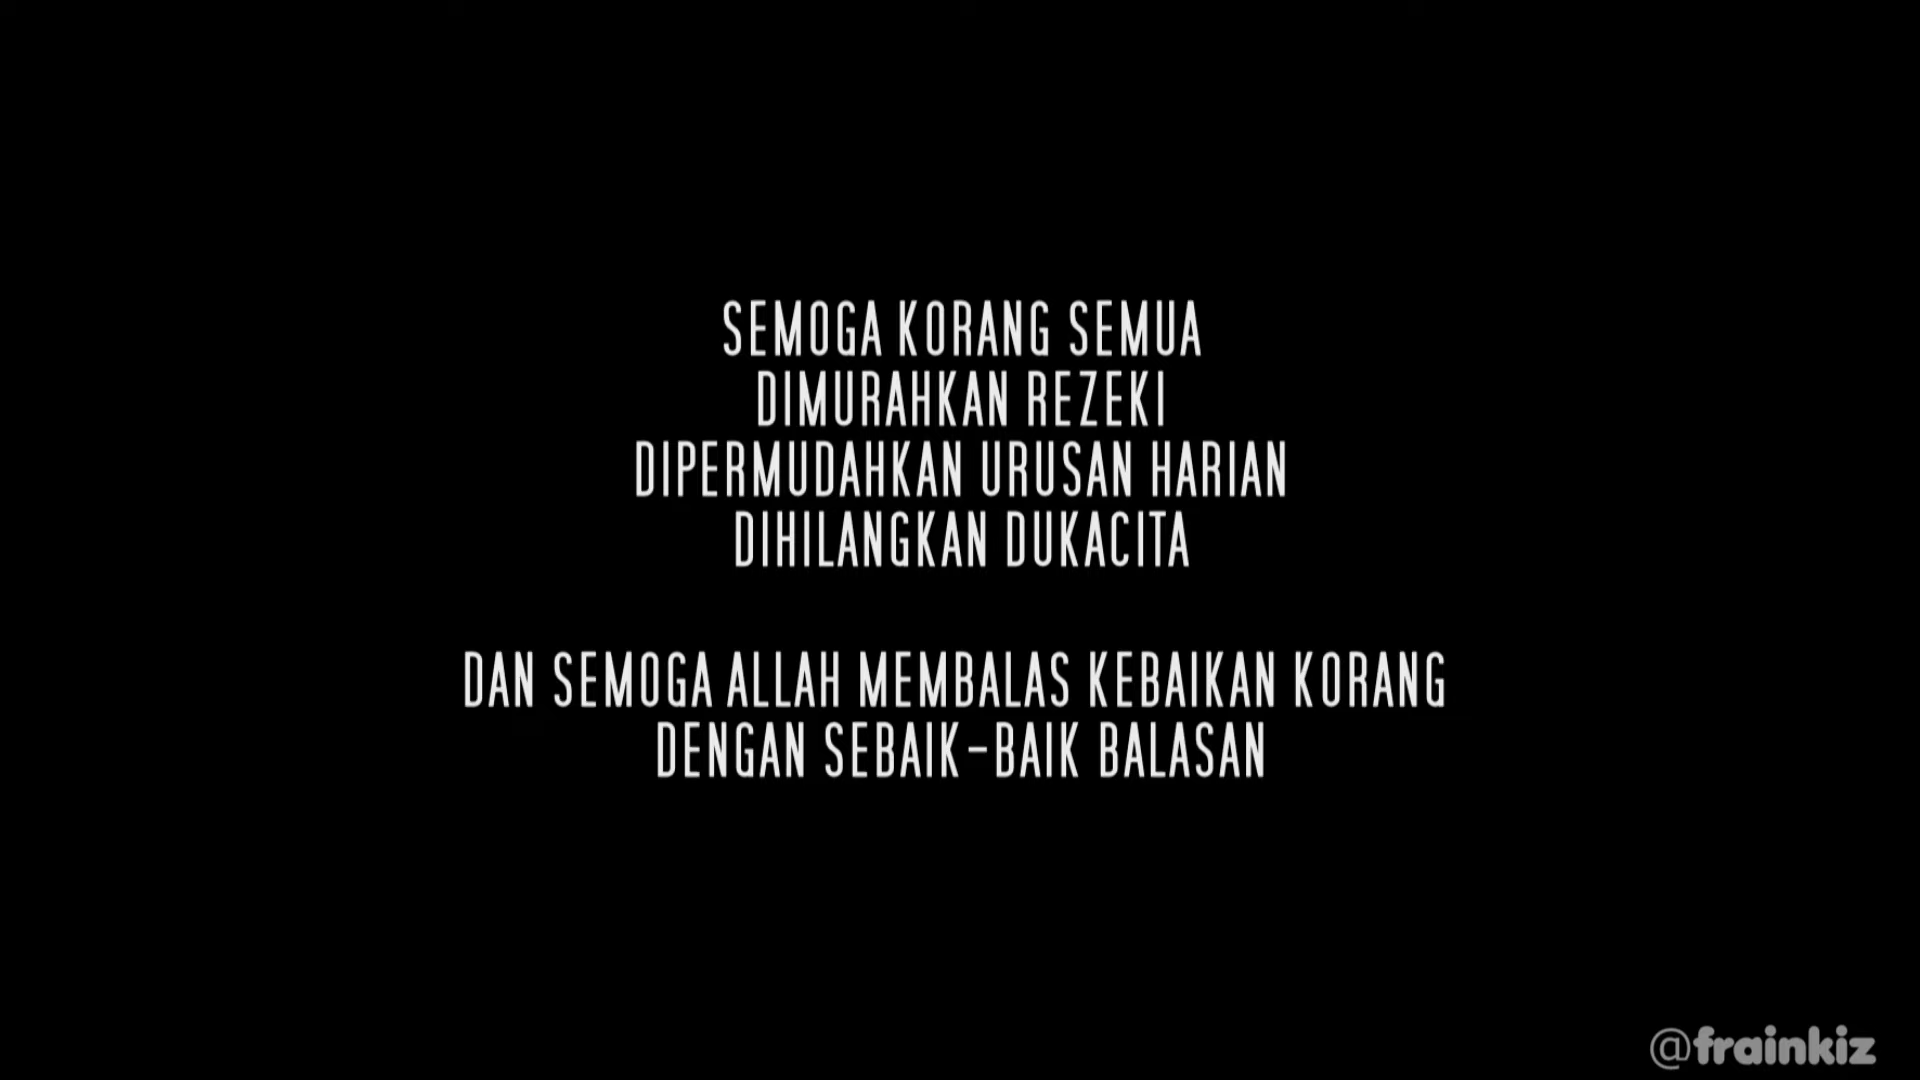 SEMOGA KORANG SEMUA
DIMURAHKAN REZEKI
DIPERMUDAHKAN URUSAN HARIAN
DIHILANGKAN DUKACITA
DAN SEMOGA ALLAH MEMBALAS KEBAIKAN KORANG
DENGAN SEBAIK-BAIK BALASAN
@frainkiz